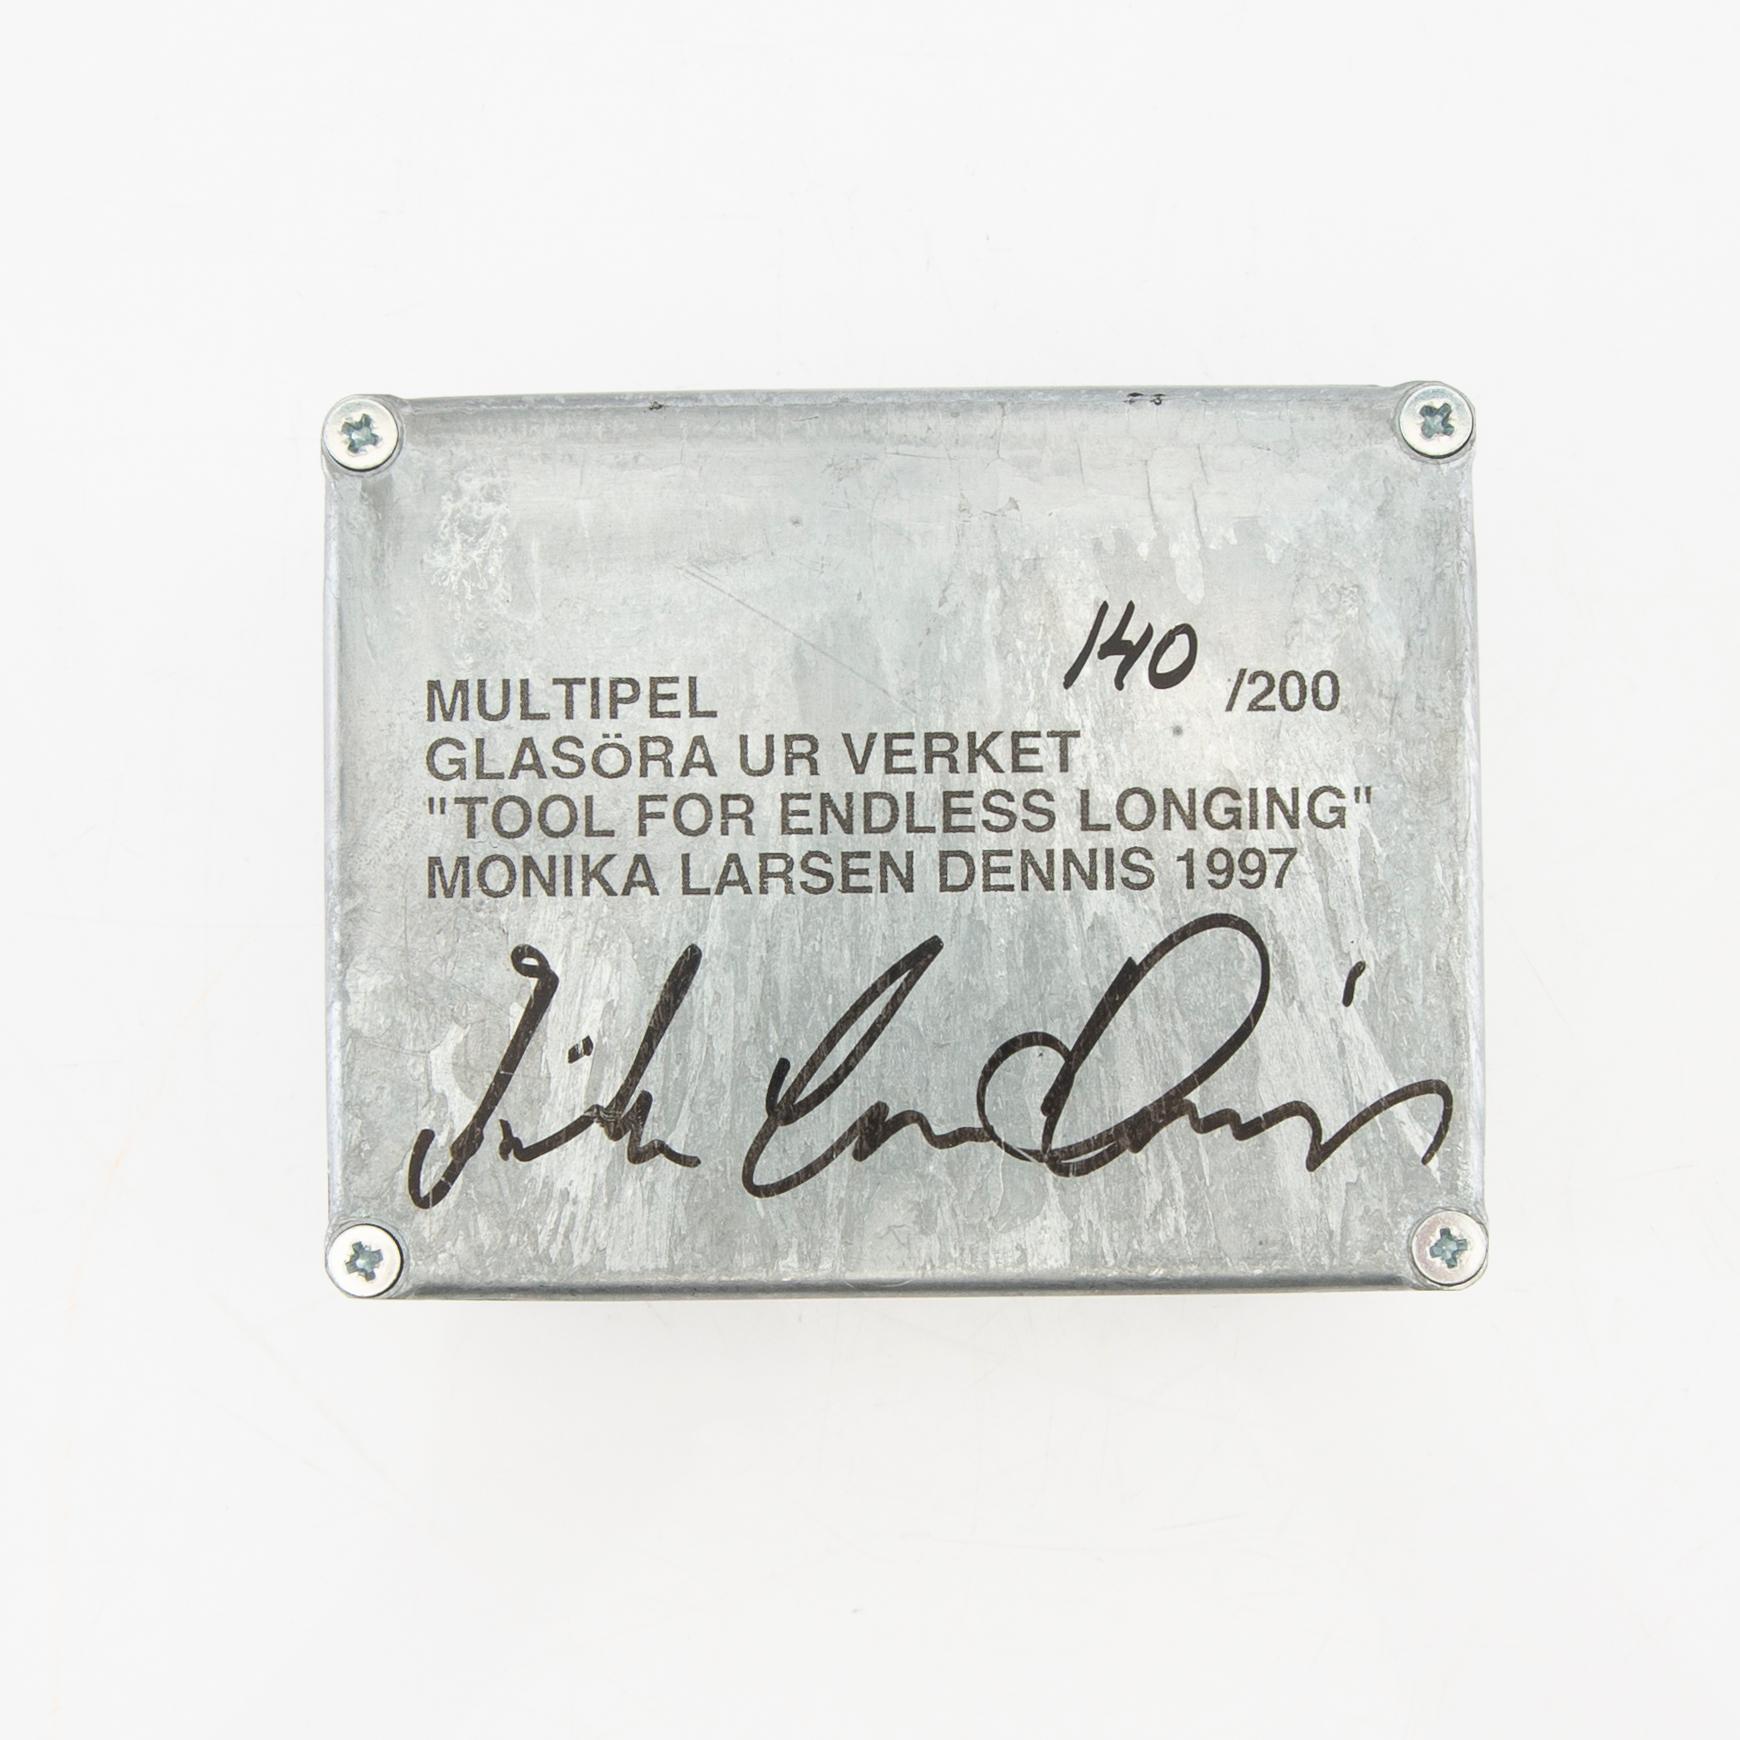 MULTIPEL 140 /200
GLASöRA UR VERKET
"TOOL FOR ENDLESS LONGING"
MONIKA LARSEN DENNIS 1997